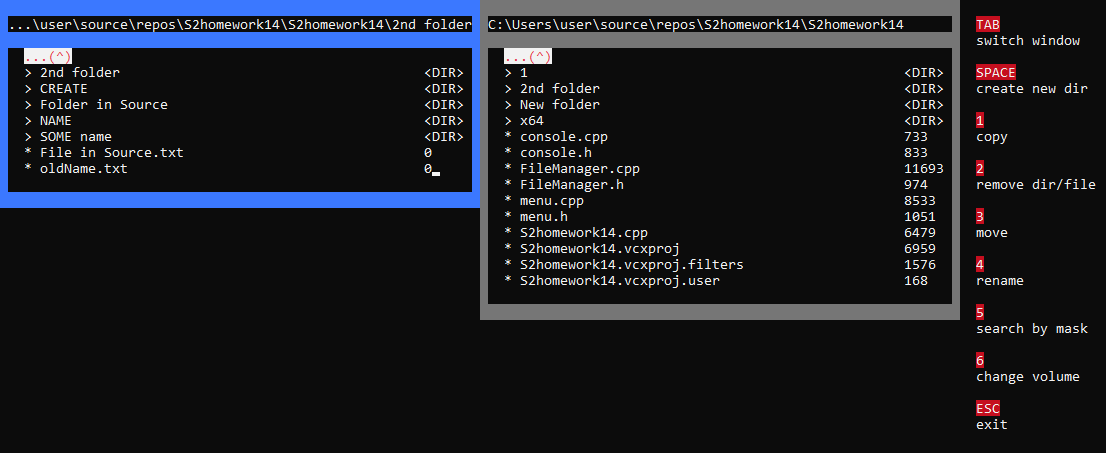 ...\user\source\repos\S2homework14\S2homework14\2nd folder
...(^)
> 2nd folder <DIR>
> CREATE <DIR>
> Folder in Source <DIR>
> NAME <DIR>
> SOME name <DIR>
* File in Source.txt 0
* oldName.txt 0
C:\Users\user\source\repos\S2homework14\S2homework14
...(^)
> 1 <DIR>
> 2nd folder <DIR>
> New folder <DIR>
> x64 <DIR>
* console.cpp 733
* console.h 833
* FileManager.cpp 11693
* FileManager.h 974
* menu.cpp 8533
* menu.h 1051
* S2homework14.cpp 6479
* S2homework14.vcxproj 6959
* S2homework14.vcxproj.filters 1576
* S2homework14.vcxproj.user 168
TAB
switch window
SPACE
create new dir
1
copy
2
remove dir/file
3
move
4
rename
5
search by mask
6
change volume
ESC
exit